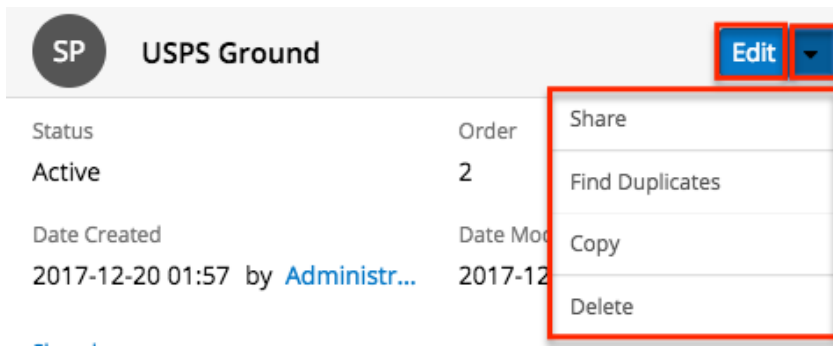 SP USPS Ground Edit
Share
Status Order
Active 2
Find Duplicates
Date Created Date
Copy
2017-12-20 01:57 by Administr... 2017-12
Delete